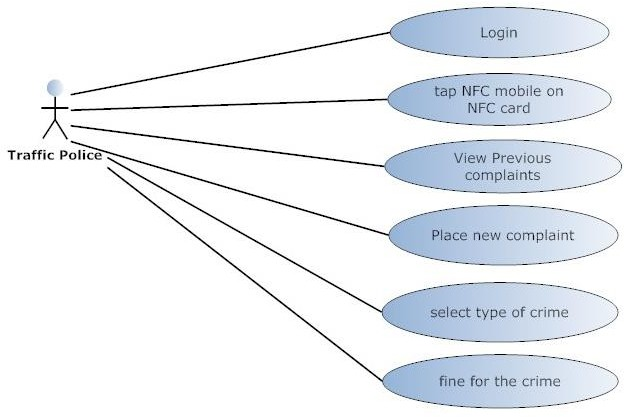 Login
tap NFC mobile on
NFC card
Traffic Police
View Previous
complaints
Place new complaint
select type of crime
fine for the crime